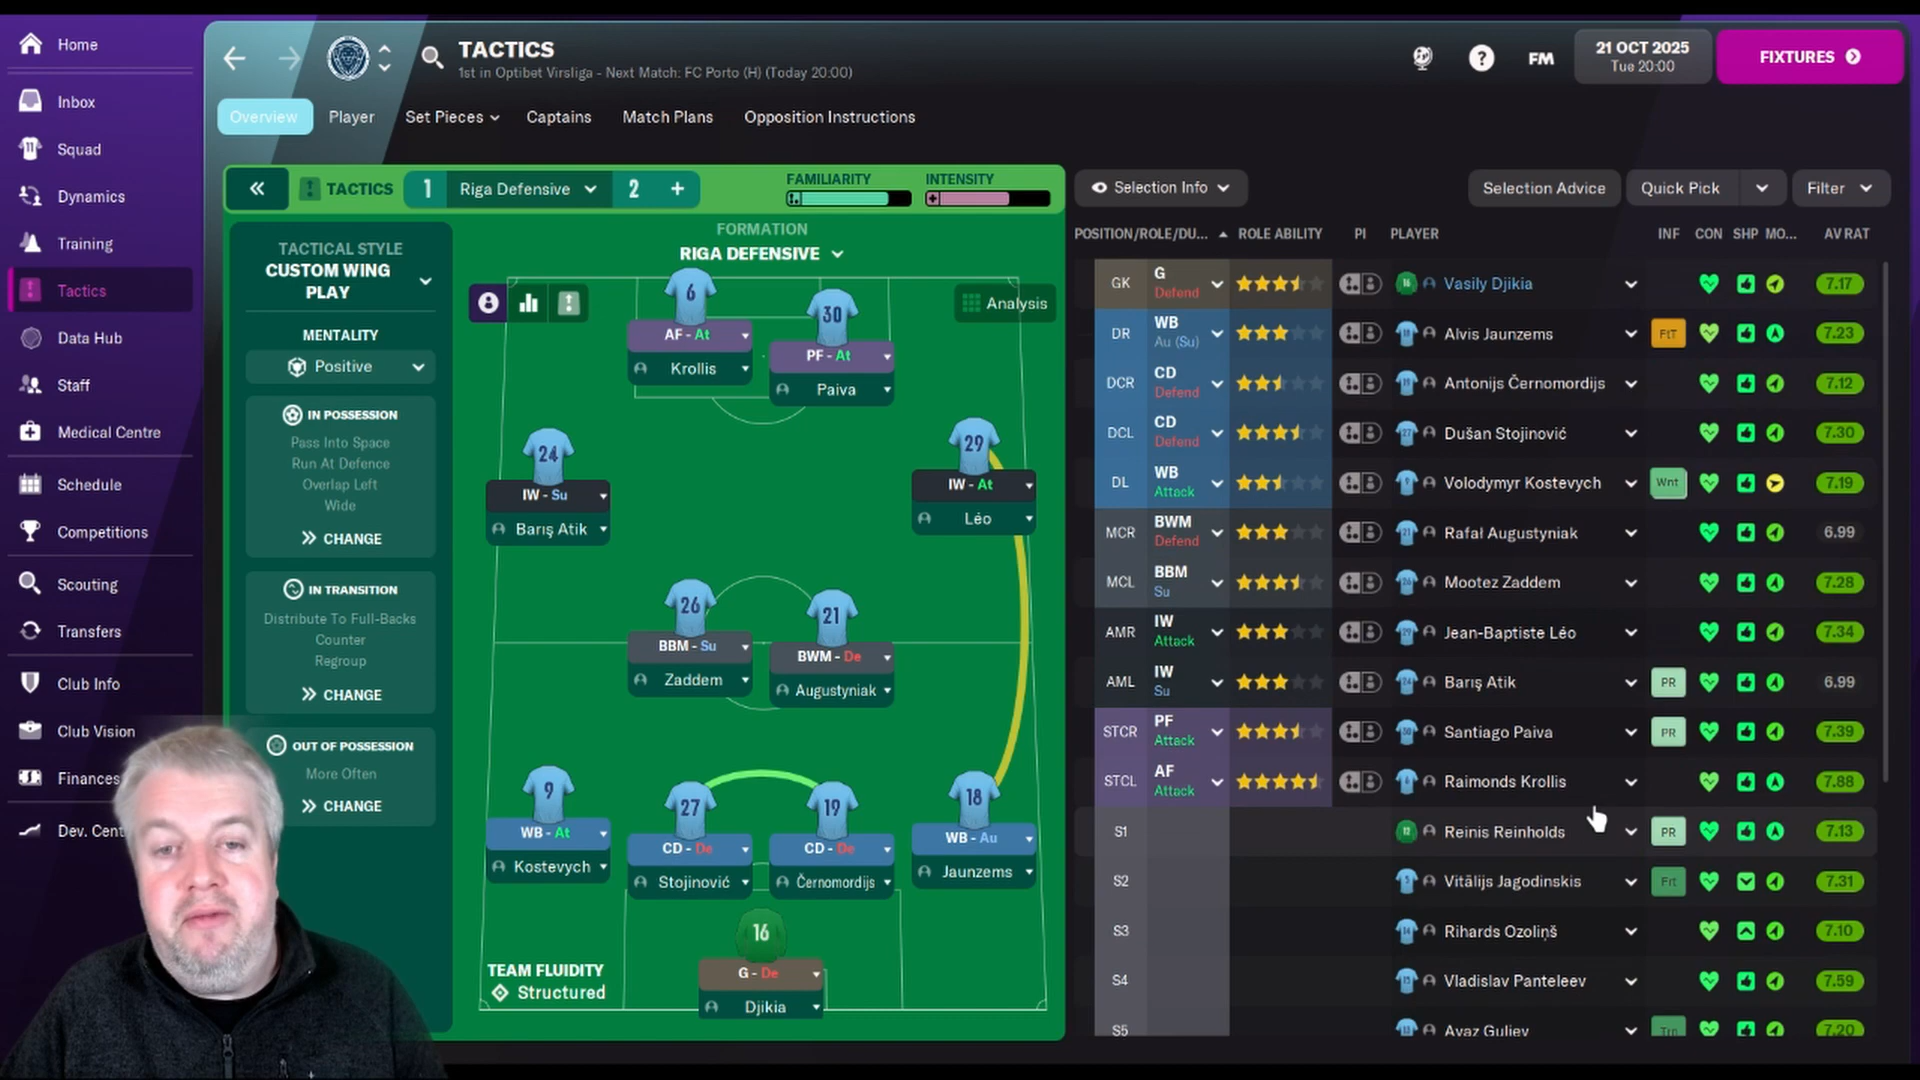 Home
Inbox
Squad
Dynamics
Training
Tactics
Data Hub
Staff
Medical Centre
Schedule
Competitions
Scouting
Transfers
Club Info
Club Vision
Finances
Dev. Cent
TACTICS
1st in Optibet Virsliga - Next Match: FC Porto (H) (Today 20:00)
FM
21 OCT 2025
Tue 20:00
FIXTURES
Overview
Player
Set Pieces
Captains
Match Plans
Opposition Instructions
TACTICS
1
Riga Defensive
2
+
FAMILIARITY
INTENSITY
TACTICAL STYLE
CUSTOM WING
PLAY
MENTALITY
Positive
IN POSSESSION
Pass Into Space
Run At Defence
Overlap Left
Wide
CHANGE
IN TRANSITION
Distribute To Full-Backs
Counter
Regroup
CHANGE
OUT OF POSSESSION
More Often
CHANGE
FORMATION
RIGA DEFENSIVE
Analysis
6
AF - At
Krollis
30
PF - At
Paiva
24
IW - Su
Barış Atik
29
IW - At
Léo
26
BBM - Su
Zaddem
21
BWM - De
Augustyniak
9
WB - At
Kostevych
27
CD - De
Stojinović
19
CD - De
Černomordijs
18
WB - Au
Jaunzems
16
G - De
Djikia
TEAM FLUIDITY
Structured
Selection Info
Selection Advice
Quick Pick
Filter
POSITION/ROLE/DU... ROLE ABILITY PI PLAYER INF CON SHP MO... AV RAT
GK G Defend Vasily Djikia 7.17
DR WB Au (Su) Alvis Jaunzems FtT 7.23
DCR CD Defend Antonijs Černomordijs 7.12
DCL CD Defend Dušan Stojinović 7.30
DL WB Attack Volodymyr Kostevych Wnt 7.19
MCR BWM Defend Rafał Augustyniak 6.99
MCL BBM Su Mootez Zaddem 7.28
AMR IW Attack Jean-Baptiste Léo 7.34
AML IW Su Barış Atik PR 6.99
STCR PF Attack Santiago Paiva PR 7.39
STCL AF Attack Raimonds Krollis 7.88
S1 Reinis Reinholds PR 7.13
S2 Vitālijs Jagodinskis Frt 7.31
S3 Rihards Ozoliņš 7.10
S4 Vladislav Panteleev 7.59
S5 Ayaz Guliev Trn 7.20